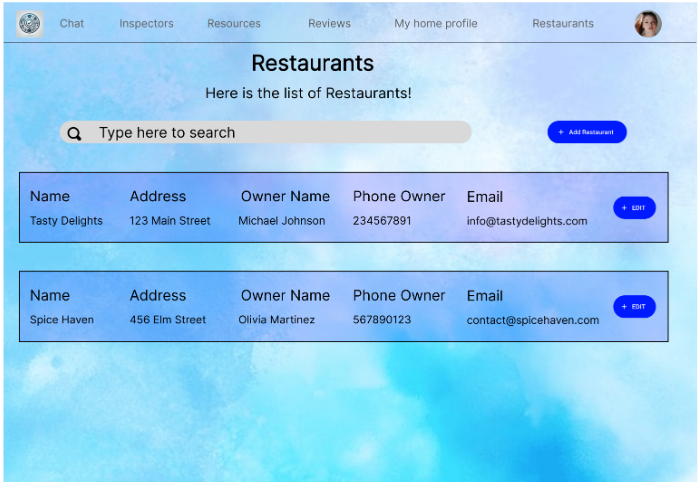 Chat Inspectors Resources Reviews My home profile Restaurants
Restaurants
Here is the list of Restaurants!
Type here to search
+ Add Restaurant
Name Address Owner Name Phone Owner Email
Tasty Delights 123 Main Street Michael Johnson 234567891 info@tastydelights.com
+ EDIT
Name Address Owner Name Phone Owner Email
Spice Haven 456 Elm Street Olivia Martinez 567890123 contact@spicehaven.com
+ EDIT